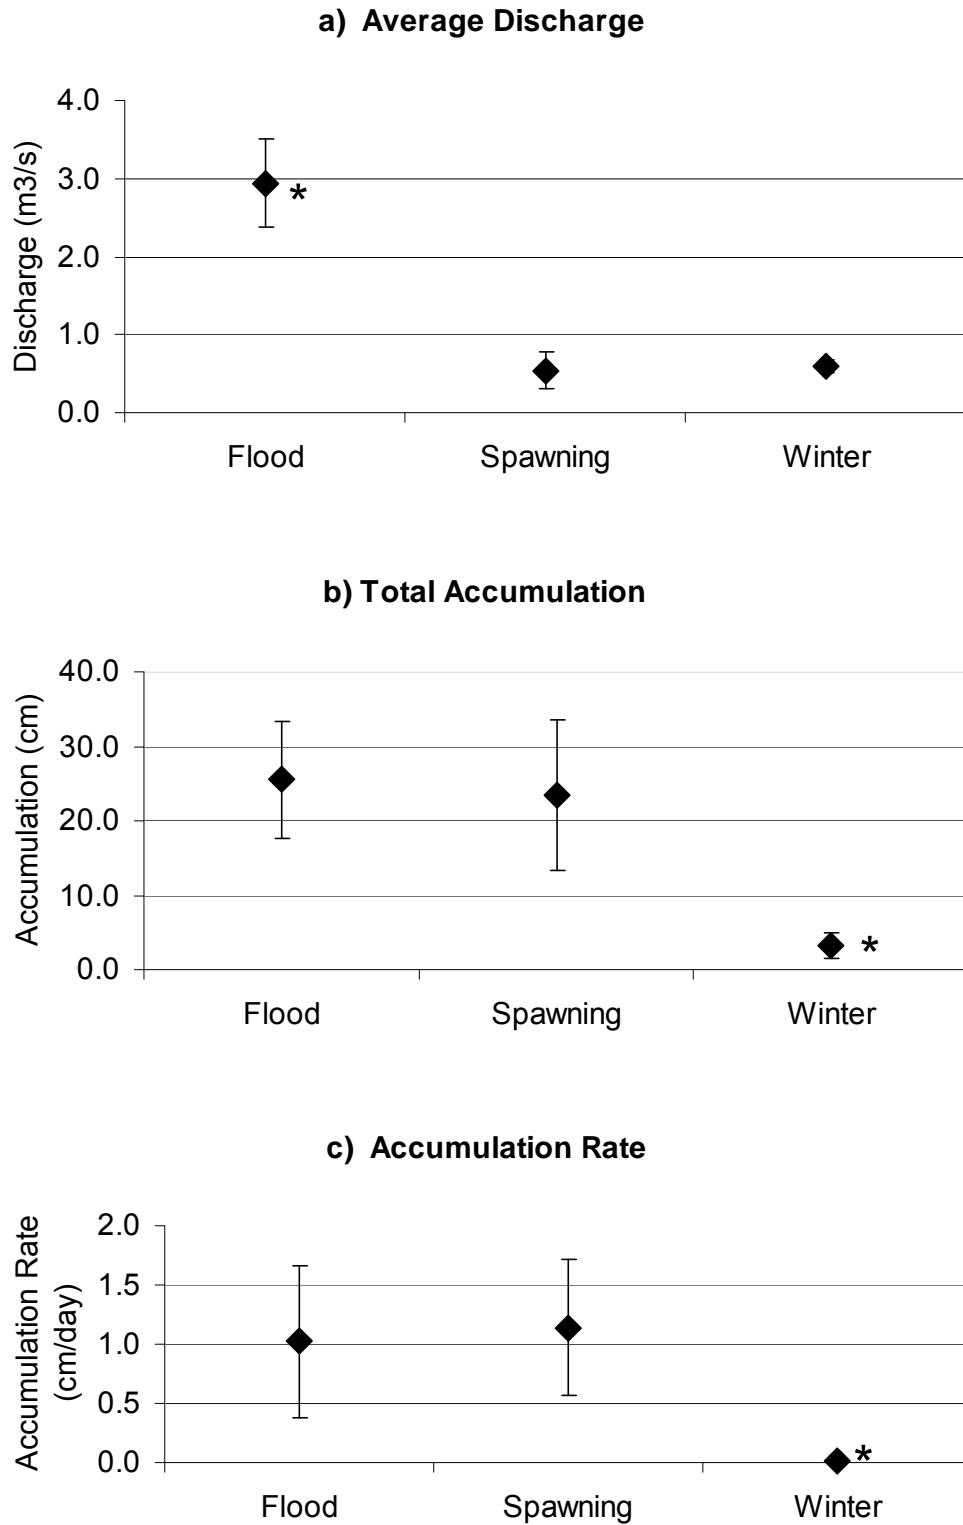 a) Average Discharge
Discharge (m3/s)
4.0
3.0
2.0
1.0
0.0
*
Flood
Spawning
Winter
b) Total Accumulation
Accumulation (cm)
40.0
30.0
20.0
10.0
0.0
*
Flood
Spawning
Winter
c) Accumulation Rate
Accumulation Rate
(cm/day)
2.0
1.5
1.0
0.5
0.0
*
Flood
Spawning
Winter